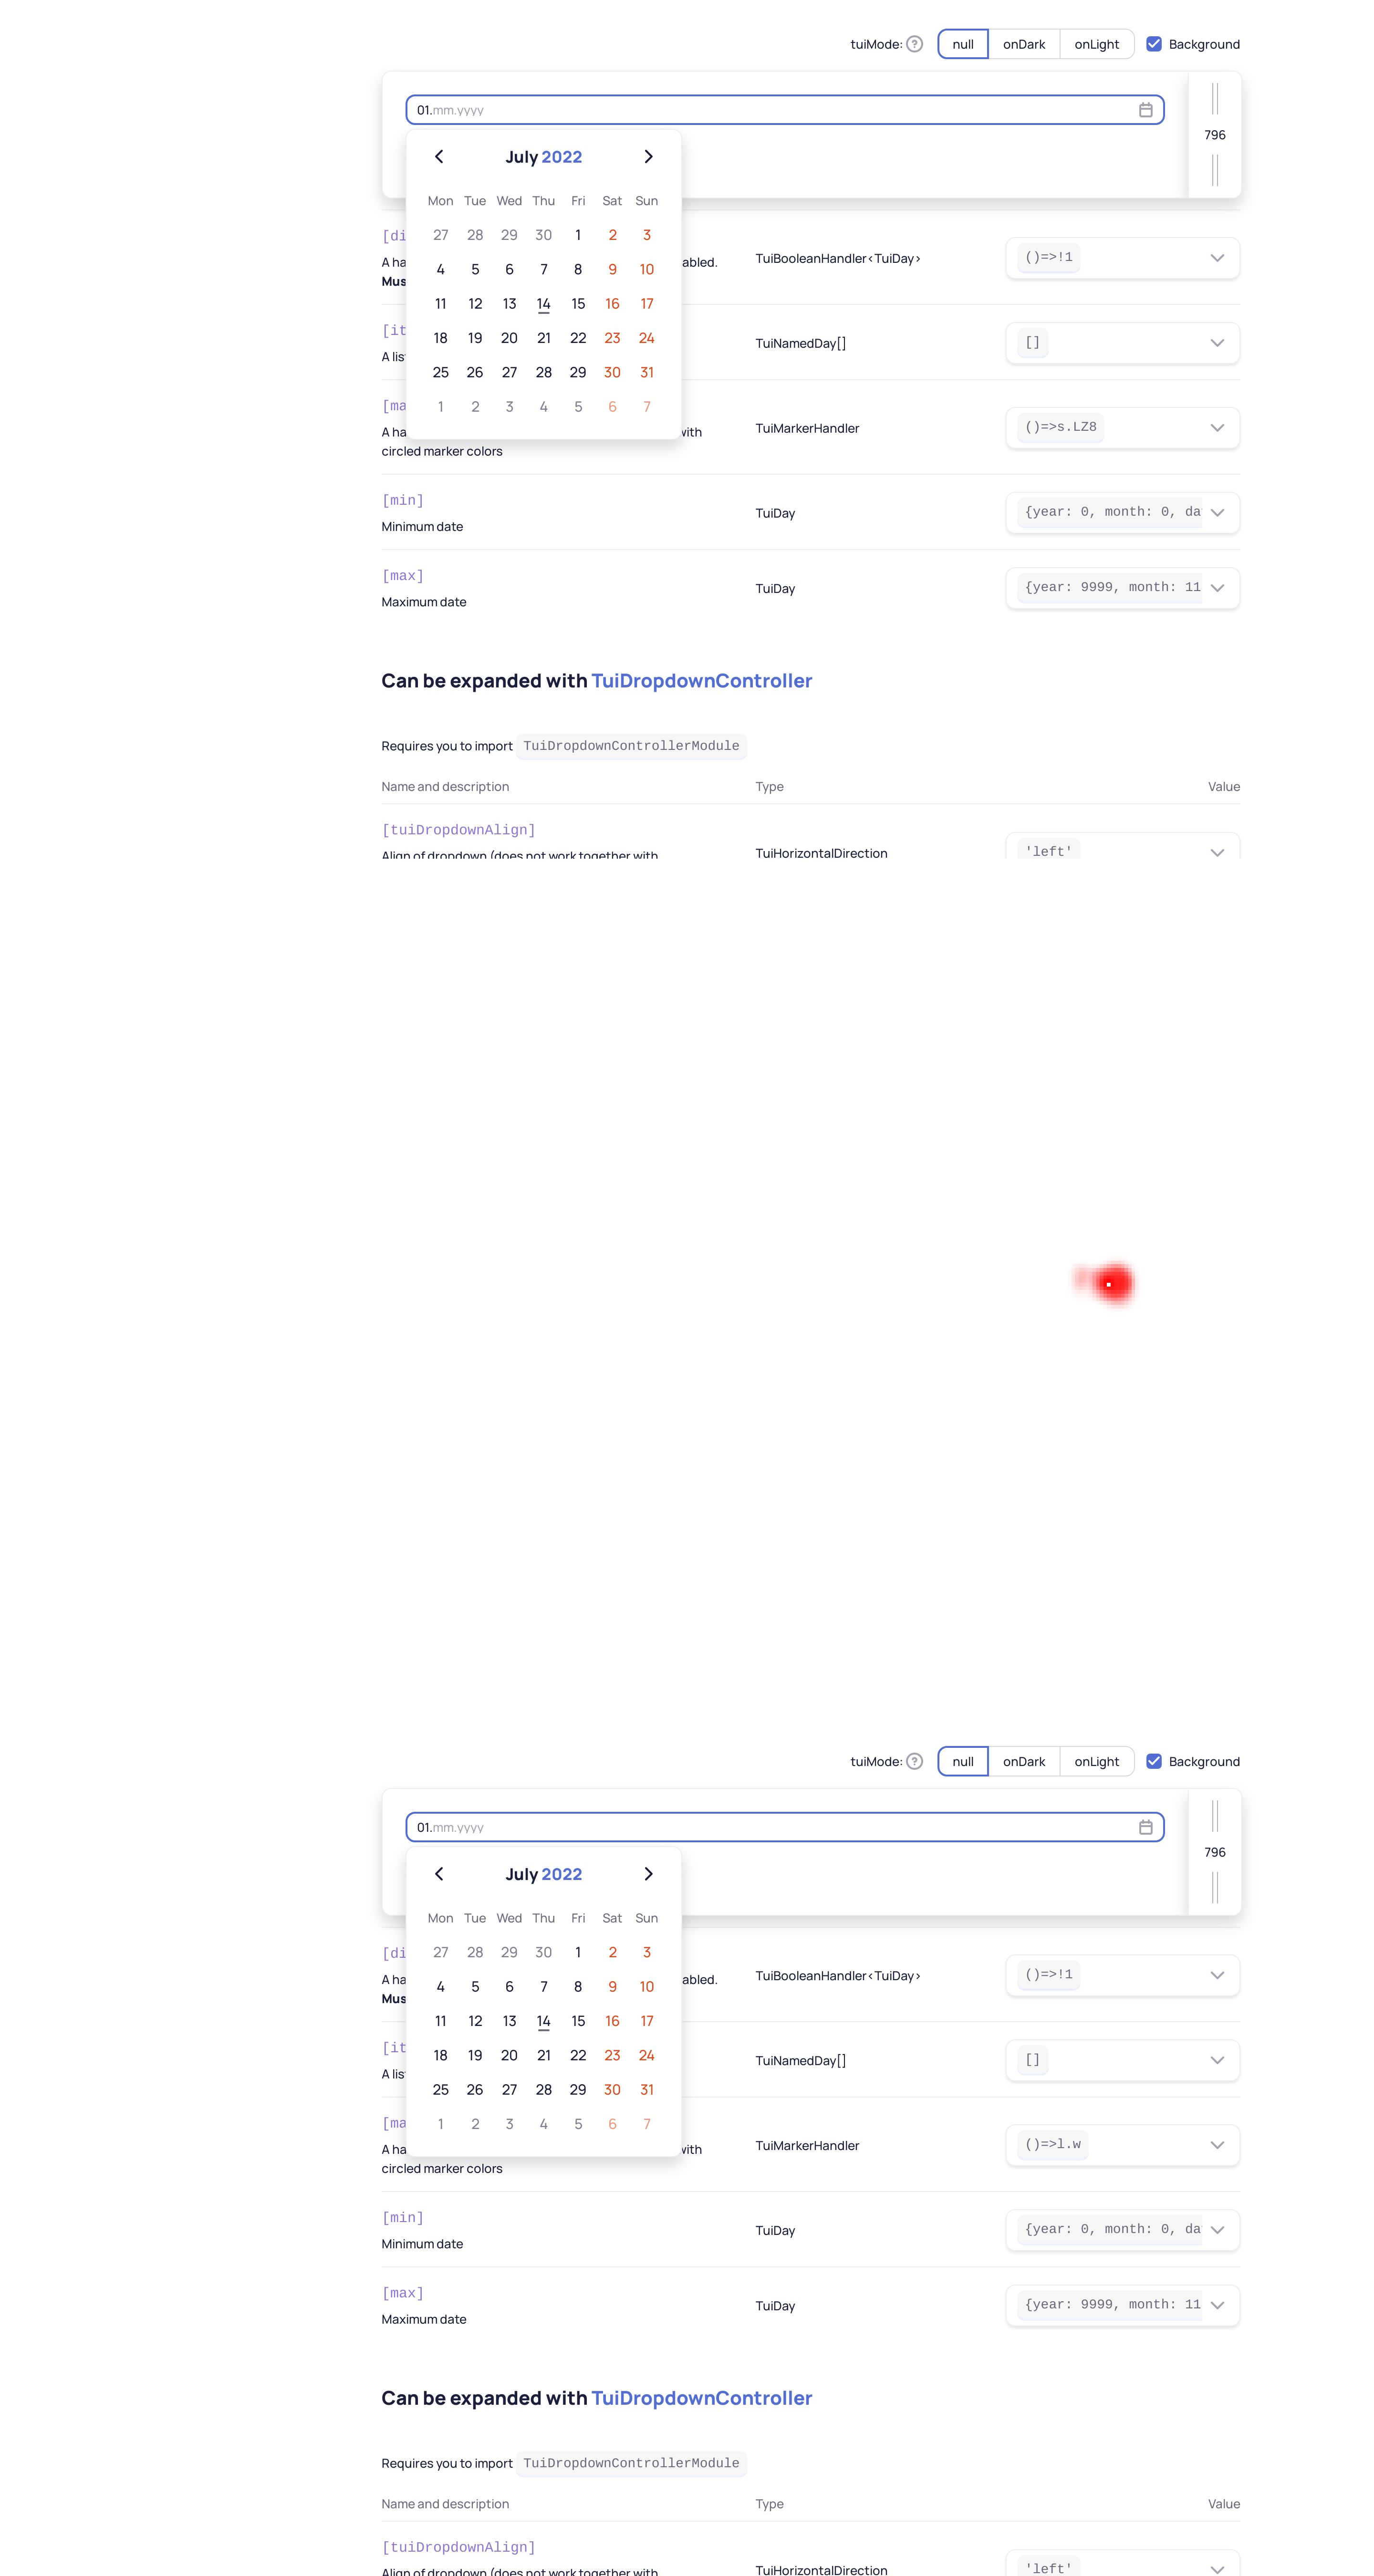 tuiMode: ? null onDark onLight Background
01.mm.yyyy
796
July 2022
Mon Tue Wed Thu Fri Sat Sun
27 28 29 30 1 2 3
4 5 6 7 8 9 10
11 12 13 14 15 16 17
18 19 20 21 22 23 24
25 26 27 28 29 30 31
1 2 3 4 5 6 7
[di
A ha
abled.
Mus
TuiBooleanHandler<TuiDay>
()=>!1
[it
A lis
TuiNamedDay[]
[]
[ma
A ha
with
circled marker colors
TuiMarkerHandler
()=>s.LZ8
[min]
Minimum date
TuiDay
{year: 0, month: 0, da
[max]
Maximum date
TuiDay
{year: 9999, month: 11
Can be expanded with TuiDropdownController
Requires you to import TuiDropdownControllerModule
Name and description Type Value
[tuiDropdownAlign]
Align of dropdown (does not work together with
TuiHorizontalDirection
'left'
tuiMode: ? null onDark onLight Background
01.mm.yyyy
796
July 2022
Mon Tue Wed Thu Fri Sat Sun
27 28 29 30 1 2 3
4 5 6 7 8 9 10
11 12 13 14 15 16 17
18 19 20 21 22 23 24
25 26 27 28 29 30 31
1 2 3 4 5 6 7
[di
A ha
abled.
Mus
TuiBooleanHandler<TuiDay>
()=>!1
[it
A lis
TuiNamedDay[]
[]
[ma
A ha
with
circled marker colors
TuiMarkerHandler
()=>l.w
[min]
Minimum date
TuiDay
{year: 0, month: 0, da
[max]
Maximum date
TuiDay
{year: 9999, month: 11
Can be expanded with TuiDropdownController
Requires you to import TuiDropdownControllerModule
Name and description Type Value
[tuiDropdownAlign]
Align of dropdown (does not work together with
TuiHorizontalDirection
'left'